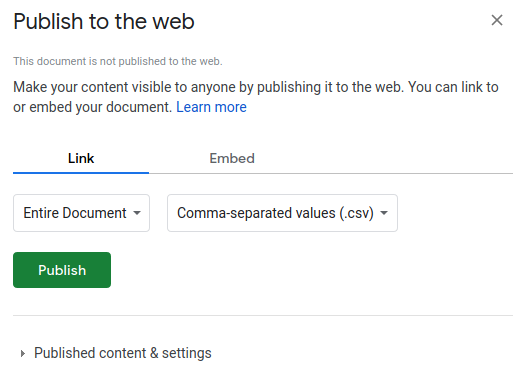 Publish to the web
This document is not published to the web.
Make your content visible to anyone by publishing it to the web. You can link to
or embed your document. Learn more
Link Embed
Entire Document Comma-separated values (.csv)
Publish
Published content & settings